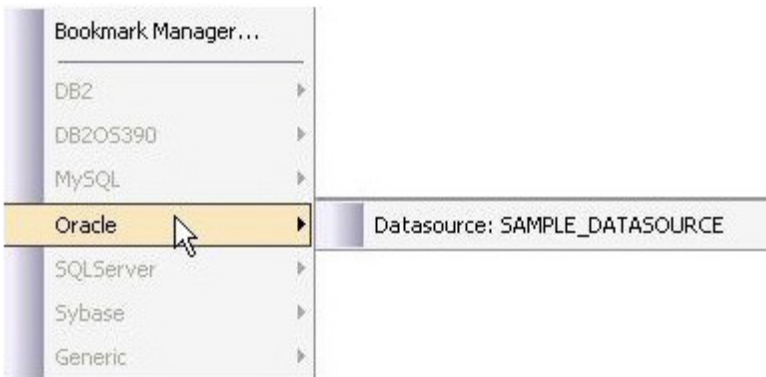 Bookmark Manager...
DB2
DB2OS390
MySQL
Oracle
Datasource: SAMPLE_DATASOURCE
SQLServer
Sybase
Generic